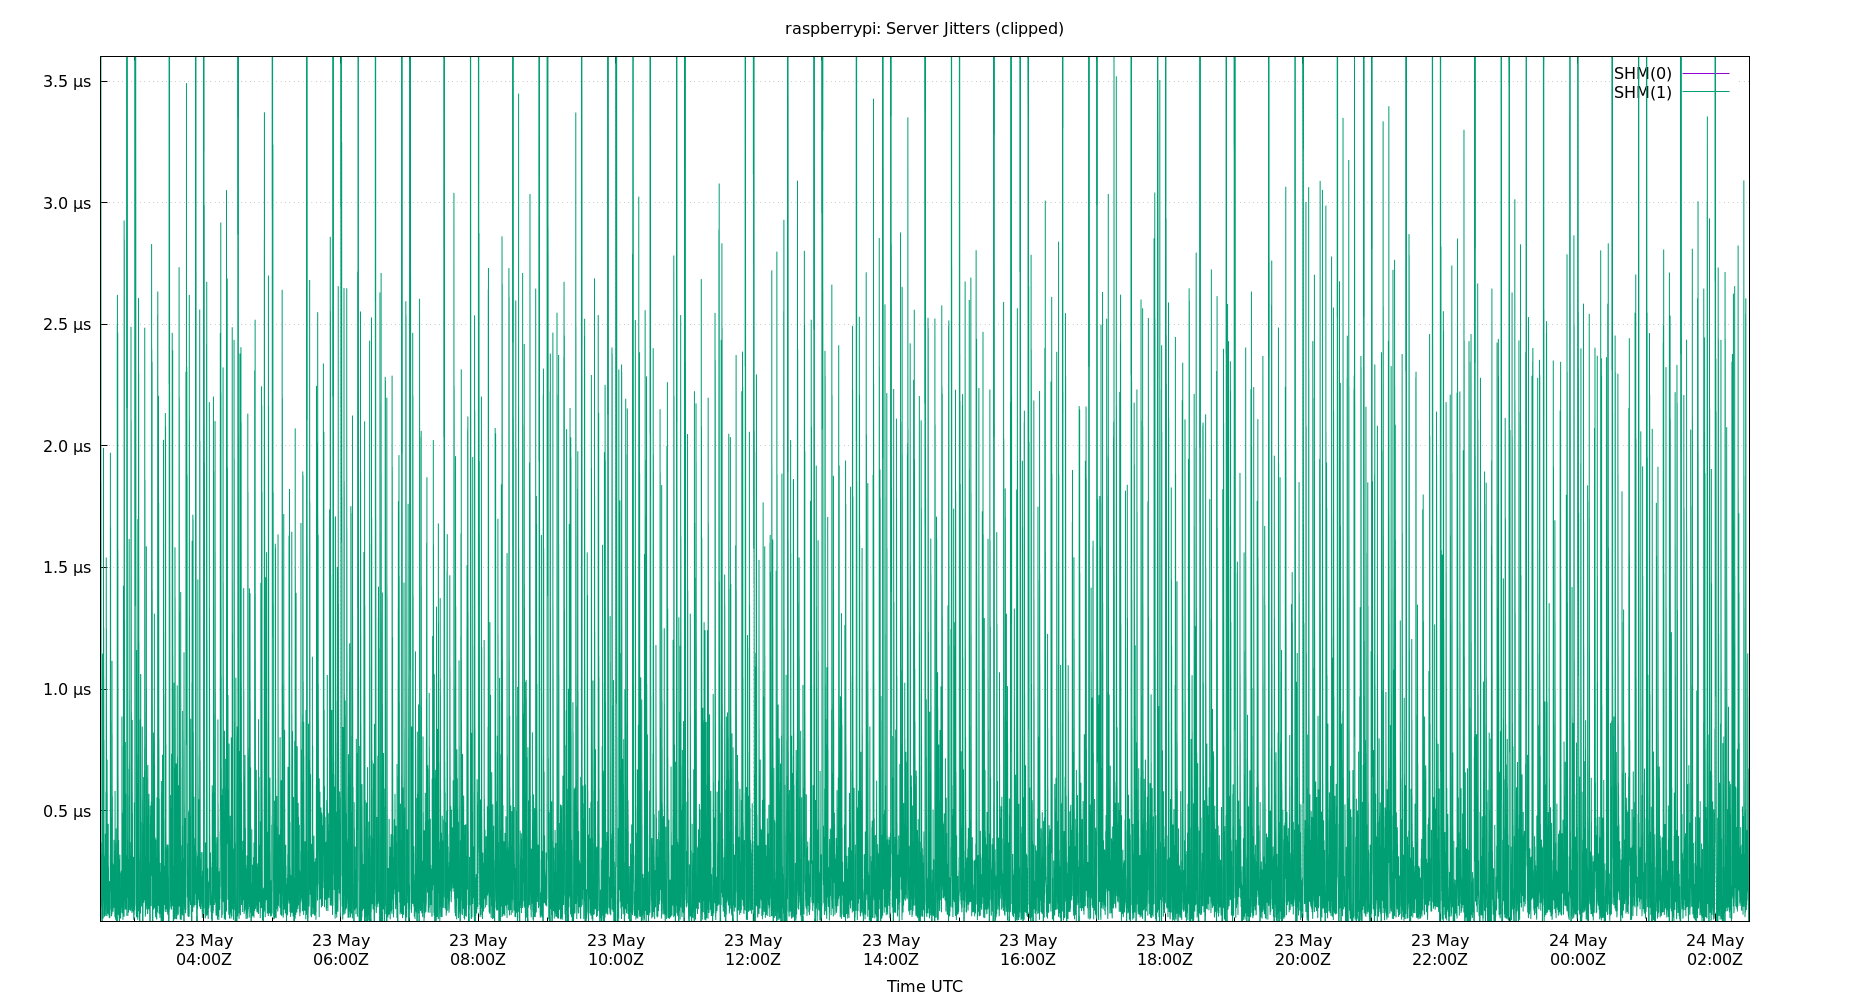 raspberrypi: Server Jitters (clipped)
SHM(0)
SHM(1)
3.5 µs
3.0 µs
2.5 µs
2.0 µs
1.5 µs
1.0 µs
0.5 µs
23 May 23 May 23 May 23 May 23 May 23 May 23 May 23 May 23 May 23 May 24 May 24 May
04:00Z 06:00Z 08:00Z 10:00Z 12:00Z 14:00Z 16:00Z 18:00Z 20:00Z 22:00Z 00:00Z 02:00Z
Time UTC